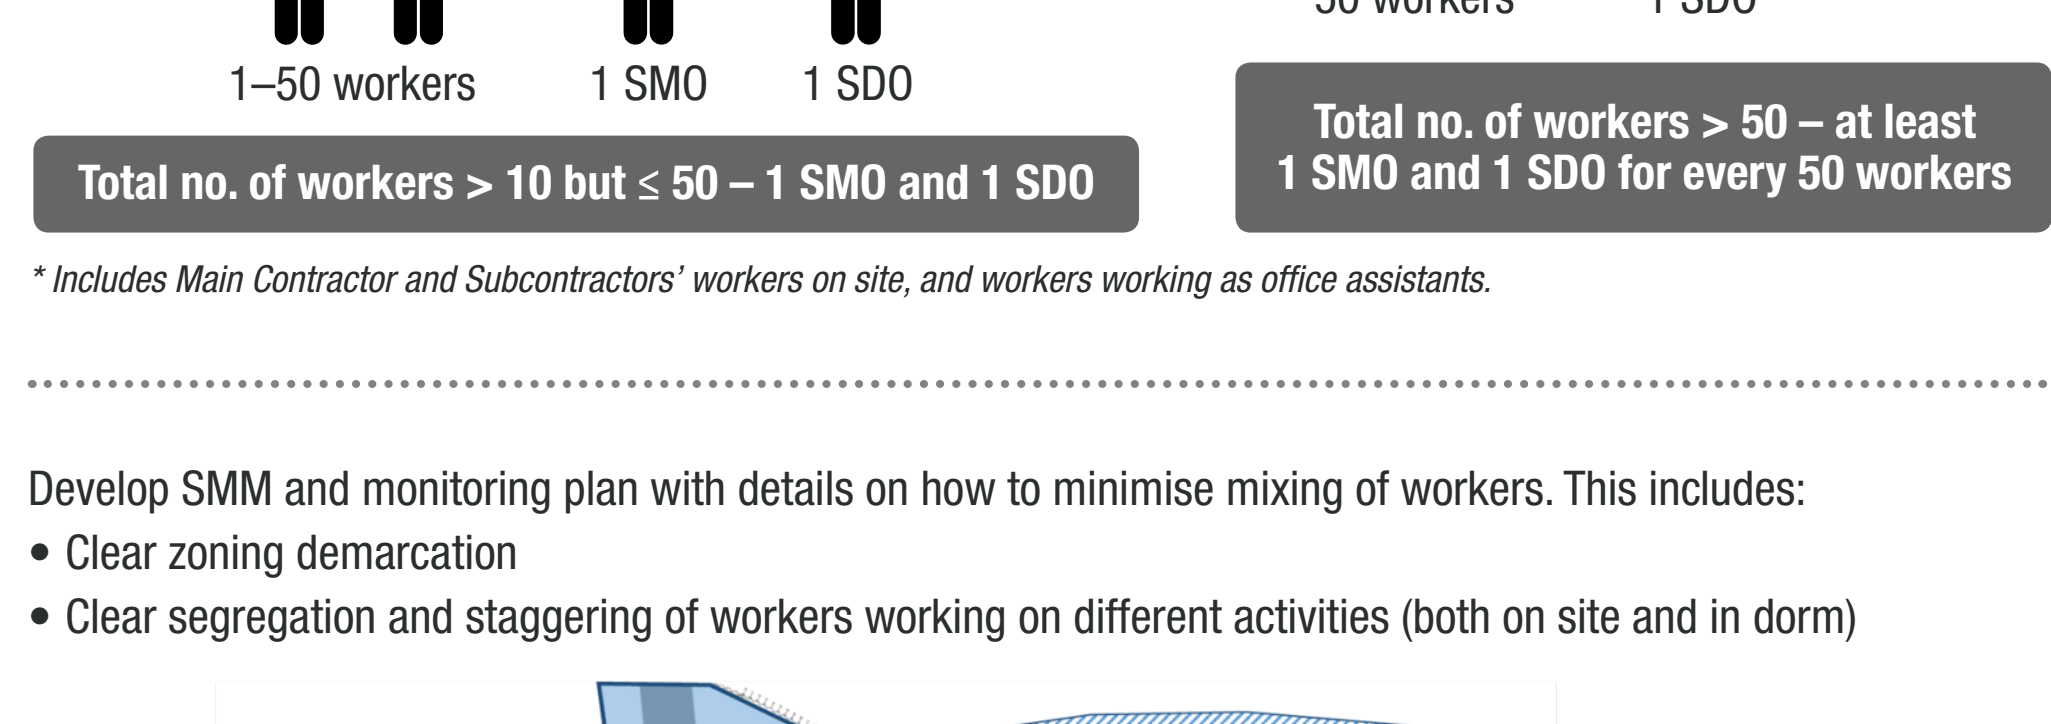 50 workers
1 SDO
1–50 workers
1 SMO
1 SDO
Total no. of workers > 10 but ≤ 50 – 1 SMO and 1 SDO
Total no. of workers > 50 – at least
1 SMO and 1 SDO for every 50 workers
* Includes Main Contractor and Subcontractors’ workers on site, and workers working as office assistants.
Develop SMM and monitoring plan with details on how to minimise mixing of workers. This includes:
• Clear zoning demarcation
• Clear segregation and staggering of workers working on different activities (both on site and in dorm)